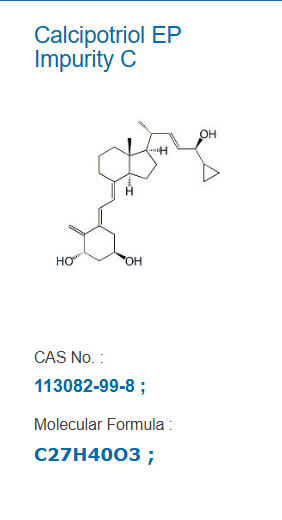 Calcipotriol EP
Impurity C
OH
H
H
HO
OH
CAS No. :
113082-99-8 ;
Molecular Formula :
C27H40O3 ;